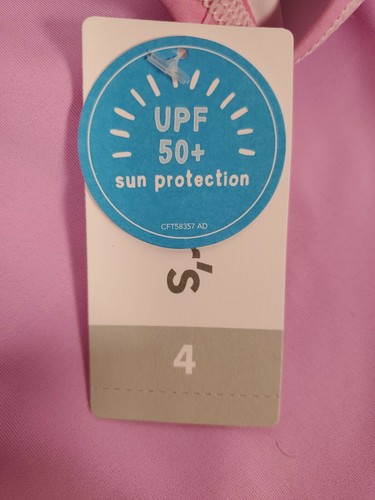 UPF
50+
sun protection
CFT58357 AD
4